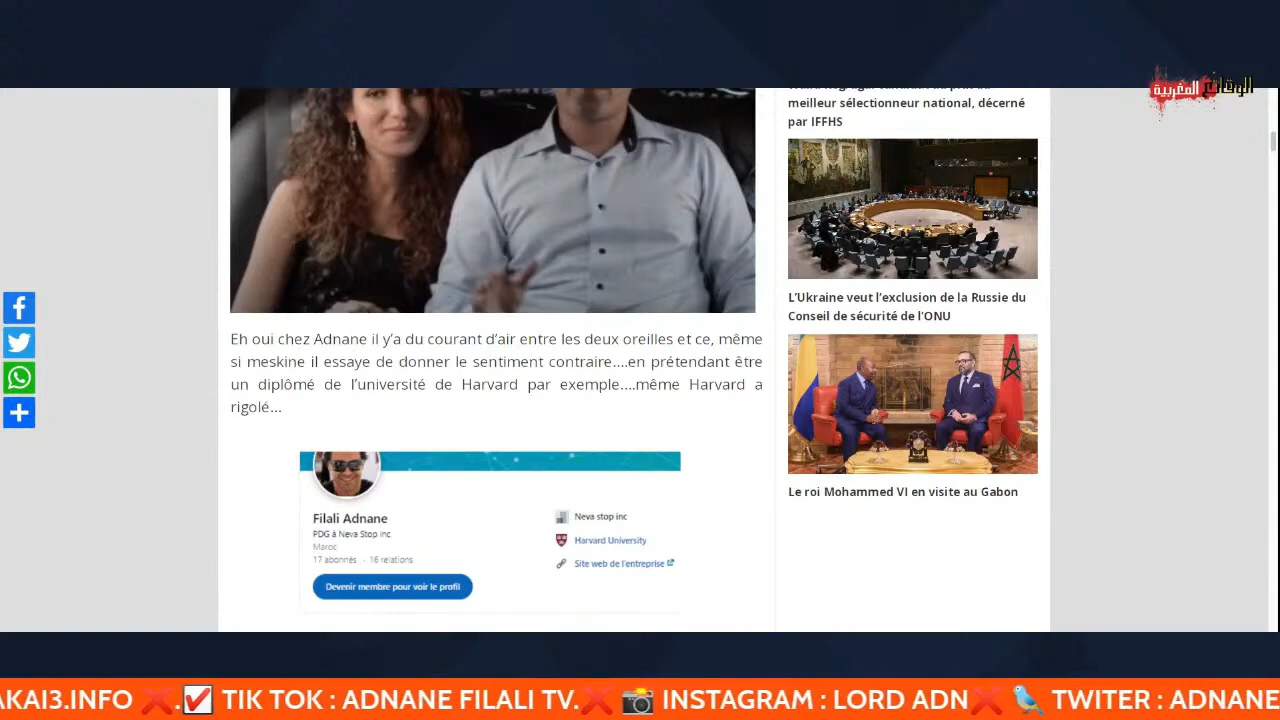 الوقائع المغربية
meilleur sélectionneur national, décerné
par IFFHS
L’Ukraine veut l’exclusion de la Russie du
Conseil de sécurité de l’ONU
Le roi Mohammed VI en visite au Gabon
Eh oui chez Adnane il y’a du courant d’air entre les deux oreilles et ce, même
si meskine il essaye de donner le sentiment contraire….en prétendant être
un diplômé de l’université de Harvard par exemple….même Harvard a
rigolé…
Filali Adnane
PDG à Neva Stop Inc
Maroc
17 abonnés · 16 relations
Devenir membre pour voir le profil
Neva stop inc
Harvard University
Site web de l'entreprise
AKAI3.INFO ❌.☑ TIK TOK : ADNANE FILALI TV.❌ 📸 INSTAGRAM : LORD ADN❌ 🐦 TWITER : ADNANE